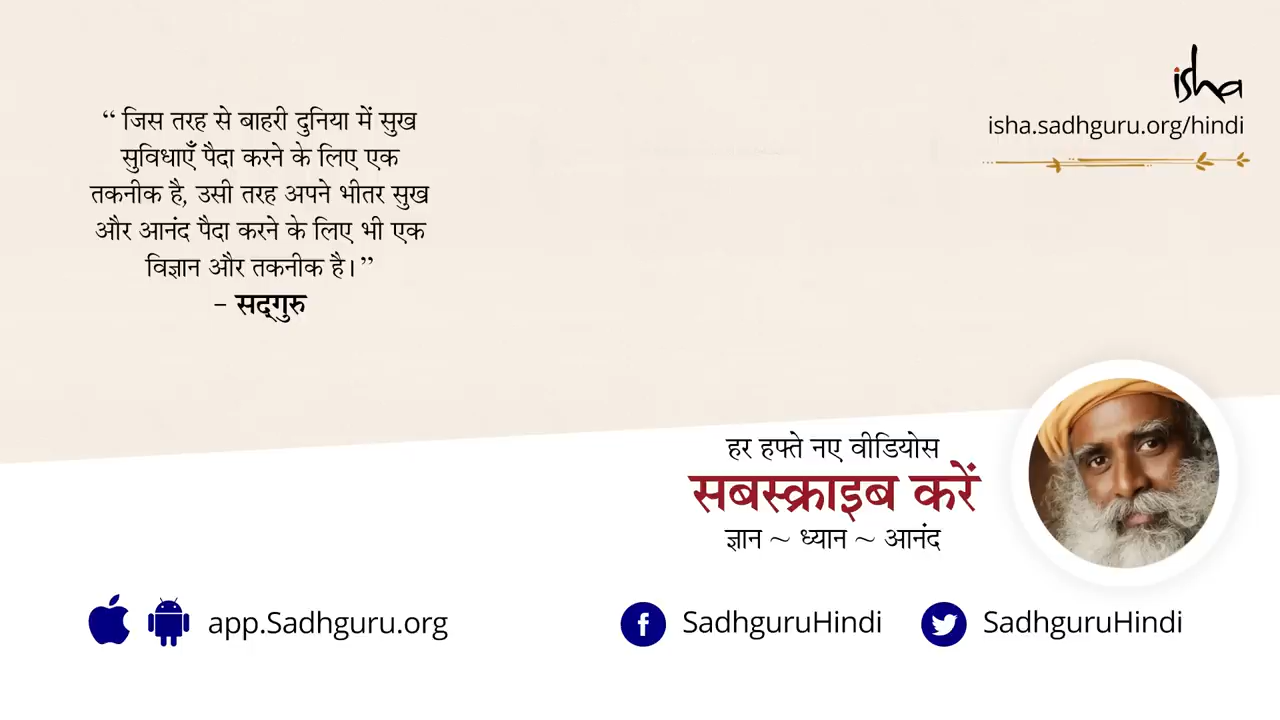 “ जिस तरह से बाहरी दुनिया में सुख
सुविधाएँ पैदा करने के लिए एक
तकनीक है, उसी तरह अपने भीतर सुख
और आनंद पैदा करने के लिए भी एक
विज्ञान और तकनीक है।”
- सद्गुरु
isha
isha.sadhguru.org/hindi
हर हफ्ते नए वीडियोस
सबस्क्राइब करें
ज्ञान ~ ध्यान ~ आनंद
app.Sadhguru.org
SadhguruHindi
SadhguruHindi